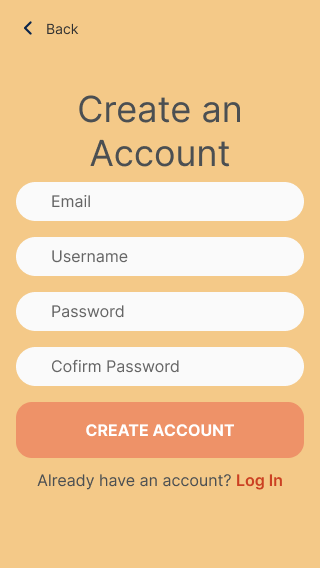 Back
Create an
Account
Email
Username
Password
Cofirm Password
CREATE ACCOUNT
Already have an account? Log In